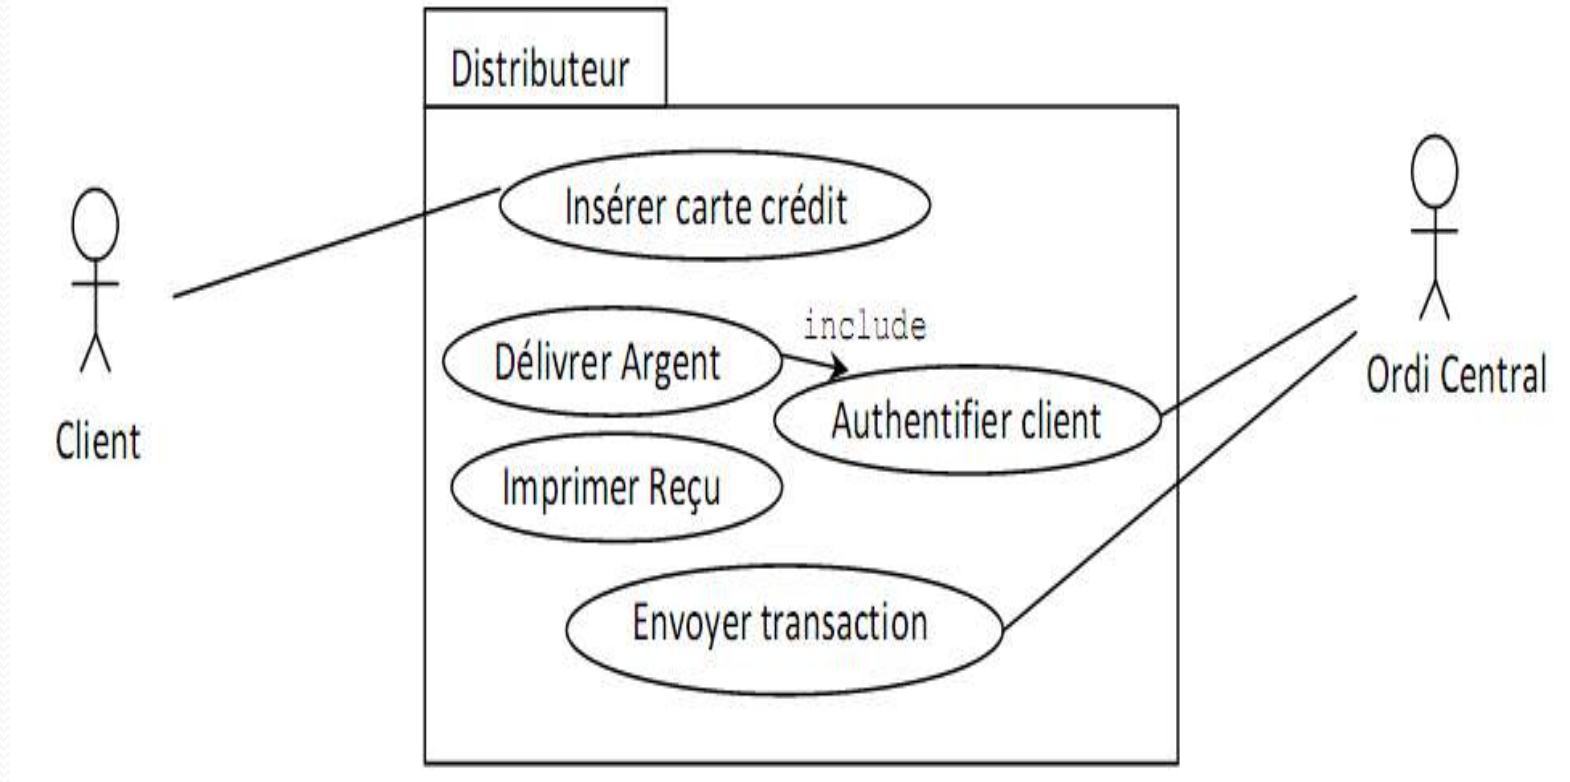 Distributeur
Insérer carte crédit
include
Délivrer Argent
Ordi Central
Authentifier client
Client
Imprimer Reçu
Envoyer transaction